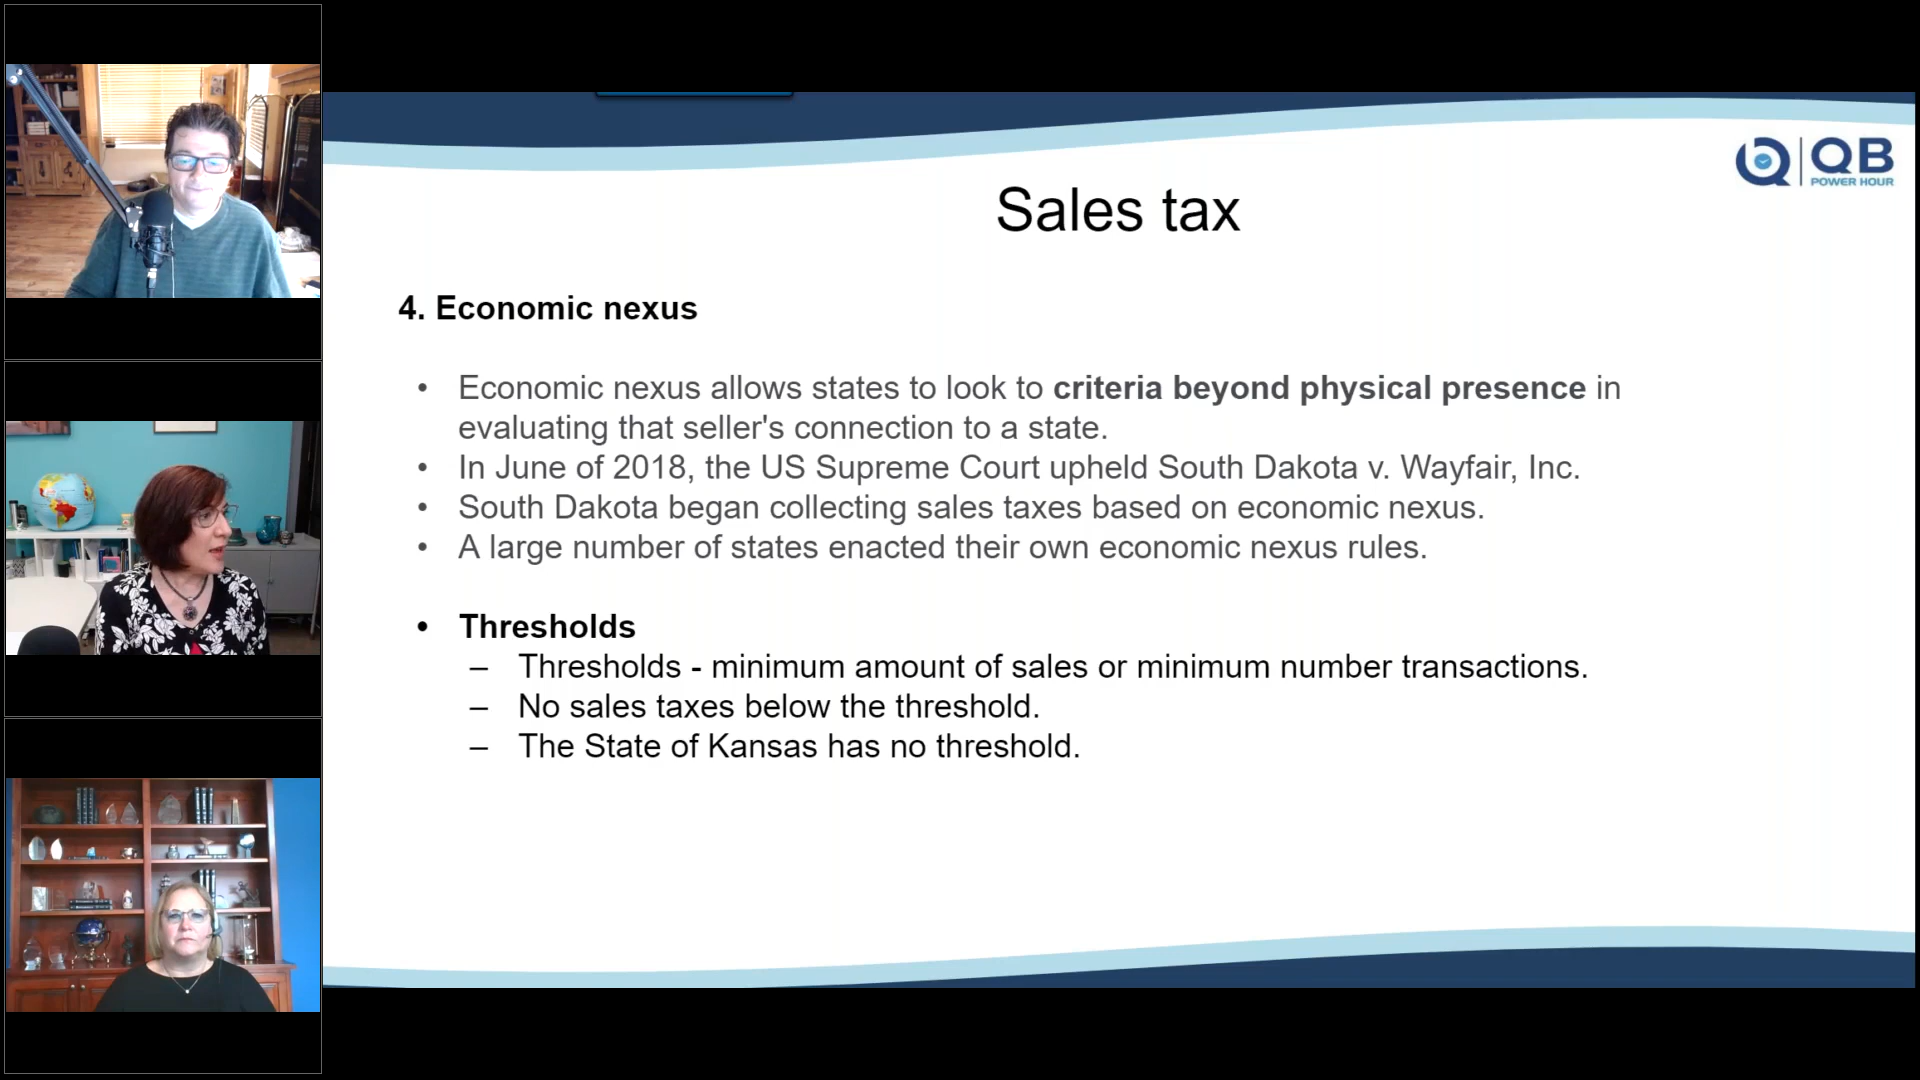 QB
POWER HOUR
Sales tax
4. Economic nexus
• Economic nexus allows states to look to criteria beyond physical presence in
evaluating that seller's connection to a state.
• In June of 2018, the US Supreme Court upheld South Dakota v. Wayfair, Inc.
• South Dakota began collecting sales taxes based on economic nexus.
• A large number of states enacted their own economic nexus rules.
• Thresholds
– Thresholds - minimum amount of sales or minimum number transactions.
– No sales taxes below the threshold.
– The State of Kansas has no threshold.